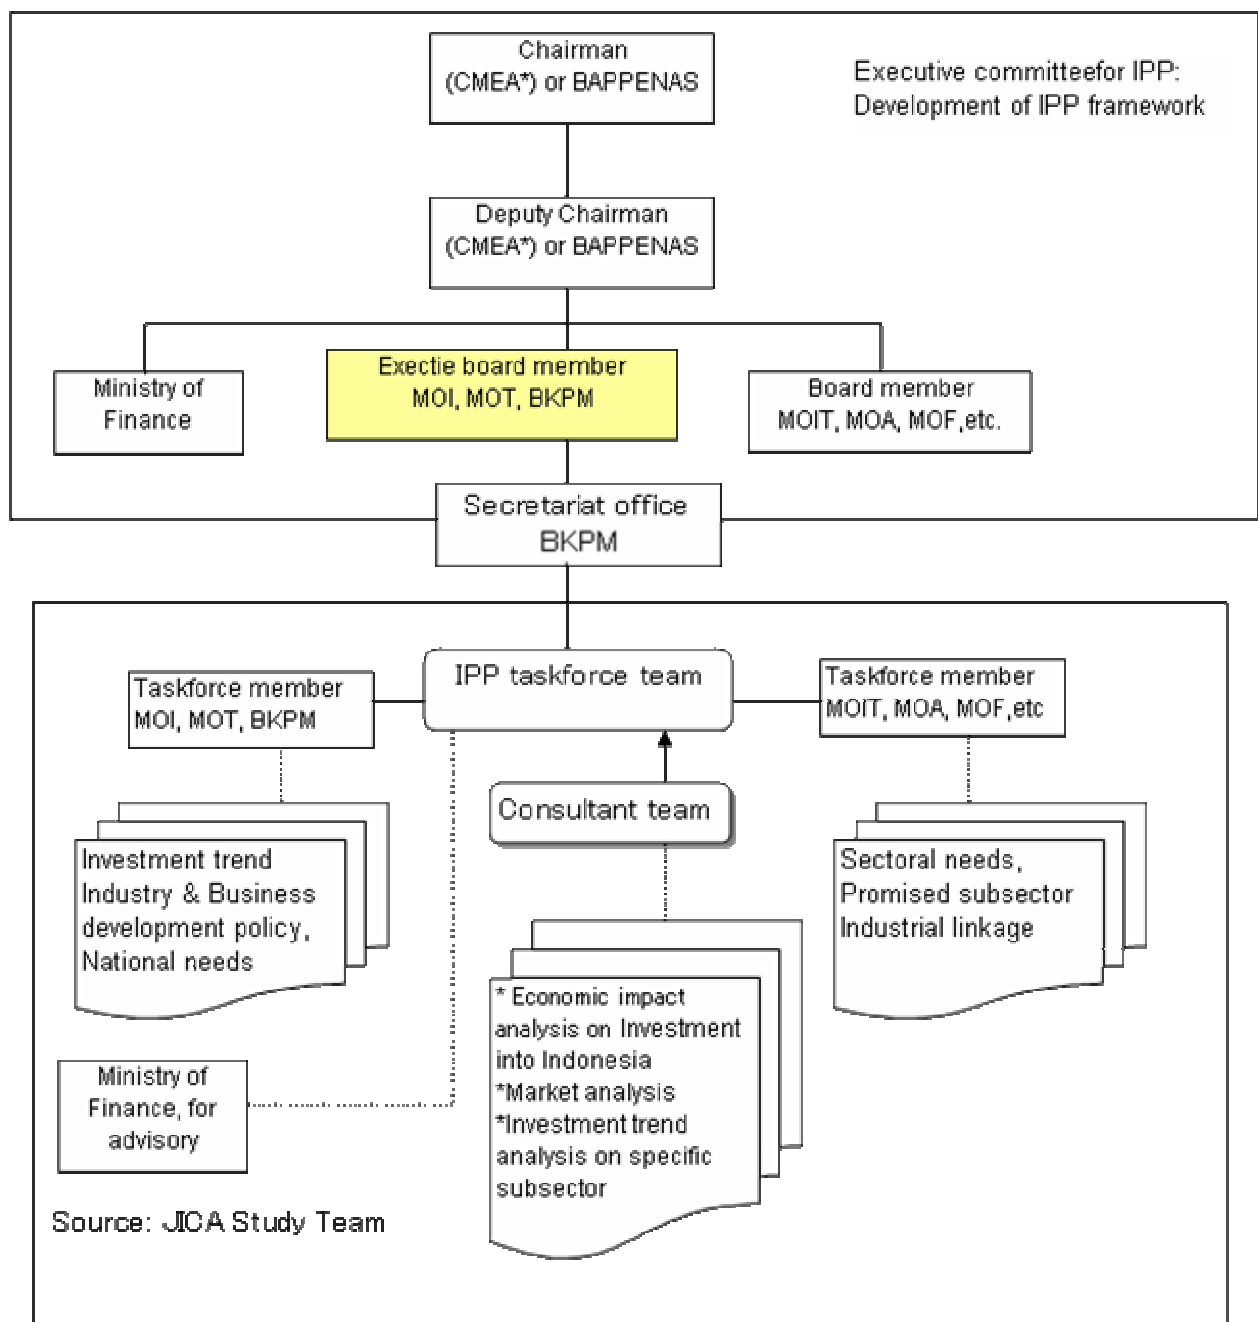 Chairman
(CMEA*) or BAPPENAS
Executive committeefor IPP:
Development of IPP framework
Deputy Chairman
(CMEA*) or BAPPENAS
Ministry of
Finance
Exectie board member
MOI, MOT, BKPM
Board member
MOIT, MOA, MOF,etc.
Secretariat office
BKPM
IPP taskforce team
Taskforce member
MOI, MOT, BKPM
Taskforce member
MOIT, MOA, MOF,etc
Consultant team
Investment trend
Industry & Business
development policy,
National needs
Sectoral needs,
Promised subsector
Industrial linkage
* Economic impact
analysis on Investment
into Indonesia
*Market analysis
*Investment trend
analysis on specific
subsector
Ministry of
Finance, for
advisory
Source: JICA Study Team